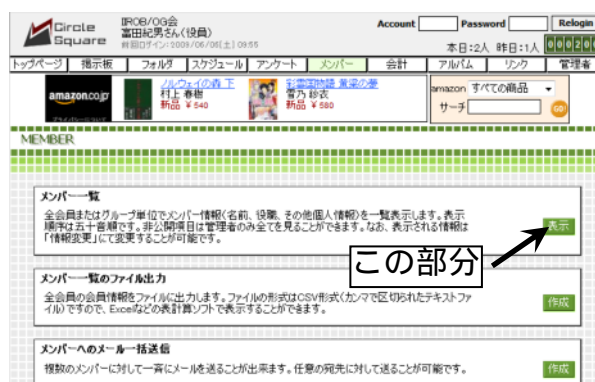 Circle Square
IROB/OG会
富田紀男さん(役員)
前回ログイン:2009/06/06[土] 09:55
Account Password Relogin
本日:2人 昨日:1人
トップページ 掲示板 フォルダ スケジュール アンケート メンバー 会計 アルバム リンク 管理者
amazon.co.jp
ノルウェイの森 下
村上 春樹
新品 ¥ 540
彩雲国物語 黄梁の夢
雪乃 紗衣
新品 ¥ 580
amazon すべての商品
サーチ GO!
MEMBER
メンバー一覧
全会員またはグループ単位でメンバー情報(名前、役職、その他個人情報)を一覧表示します。表示
順序は五十音順です。非公開項目は管理者のみ全てを見ることができます。なお、表示される情報は
「情報変更」にて変更することが可能です。
表示
この部分
メンバー一覧のファイル出力
全会員の会員情報をファイルに出力します。ファイルの形式はCSV形式(カンマで区切られたテキストファ
イル)ですので、Excelなどの表計算ソフトで表示することができます。
作成
メンバーへのメール一括送信
複数のメンバーに対して一斉にメールを送ることが出来ます。任意の宛先に対して送ることが可能です。
作成